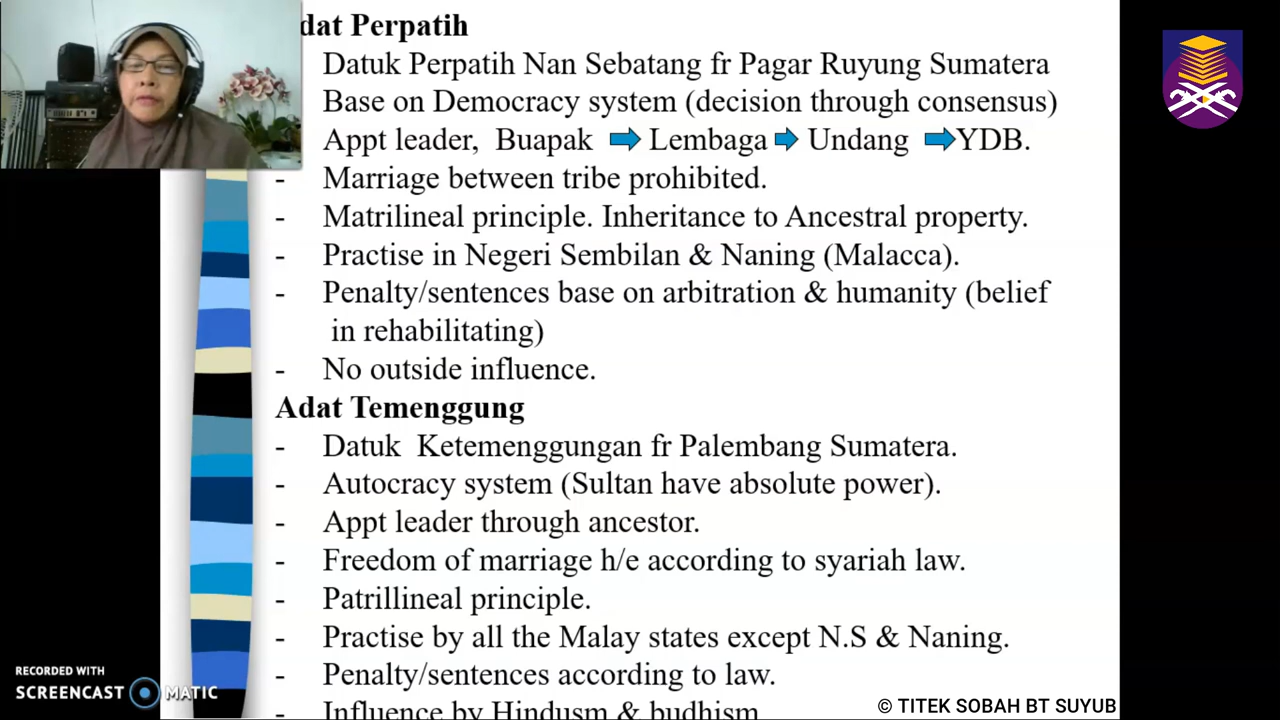 dat Perpatih
Datuk Perpatih Nan Sebatang fr Pagar Ruyung Sumatera
Base on Democracy system (decision through consensus)
Appt leader, Buapak ➡ Lembaga ➡ Undang ➡ YDB.
- Marriage between tribe prohibited.
- Matrilineal principle. Inheritance to Ancestral property.
- Practise in Negeri Sembilan & Naning (Malacca).
- Penalty/sentences base on arbitration & humanity (belief
in rehabilitating)
- No outside influence.
Adat Temenggung
- Datuk Ketemenggungan fr Palembang Sumatera.
- Autocracy system (Sultan have absolute power).
- Appt leader through ancestor.
- Freedom of marriage h/e according to syariah law.
- Patrillineal principle.
- Practise by all the Malay states except N.S & Naning.
- Penalty/sentences according to law.
- Influence by Hindusm & budhism
RECORDED WITH
SCREENCAST MATIC
© TITEK SOBAH BT SUYUB